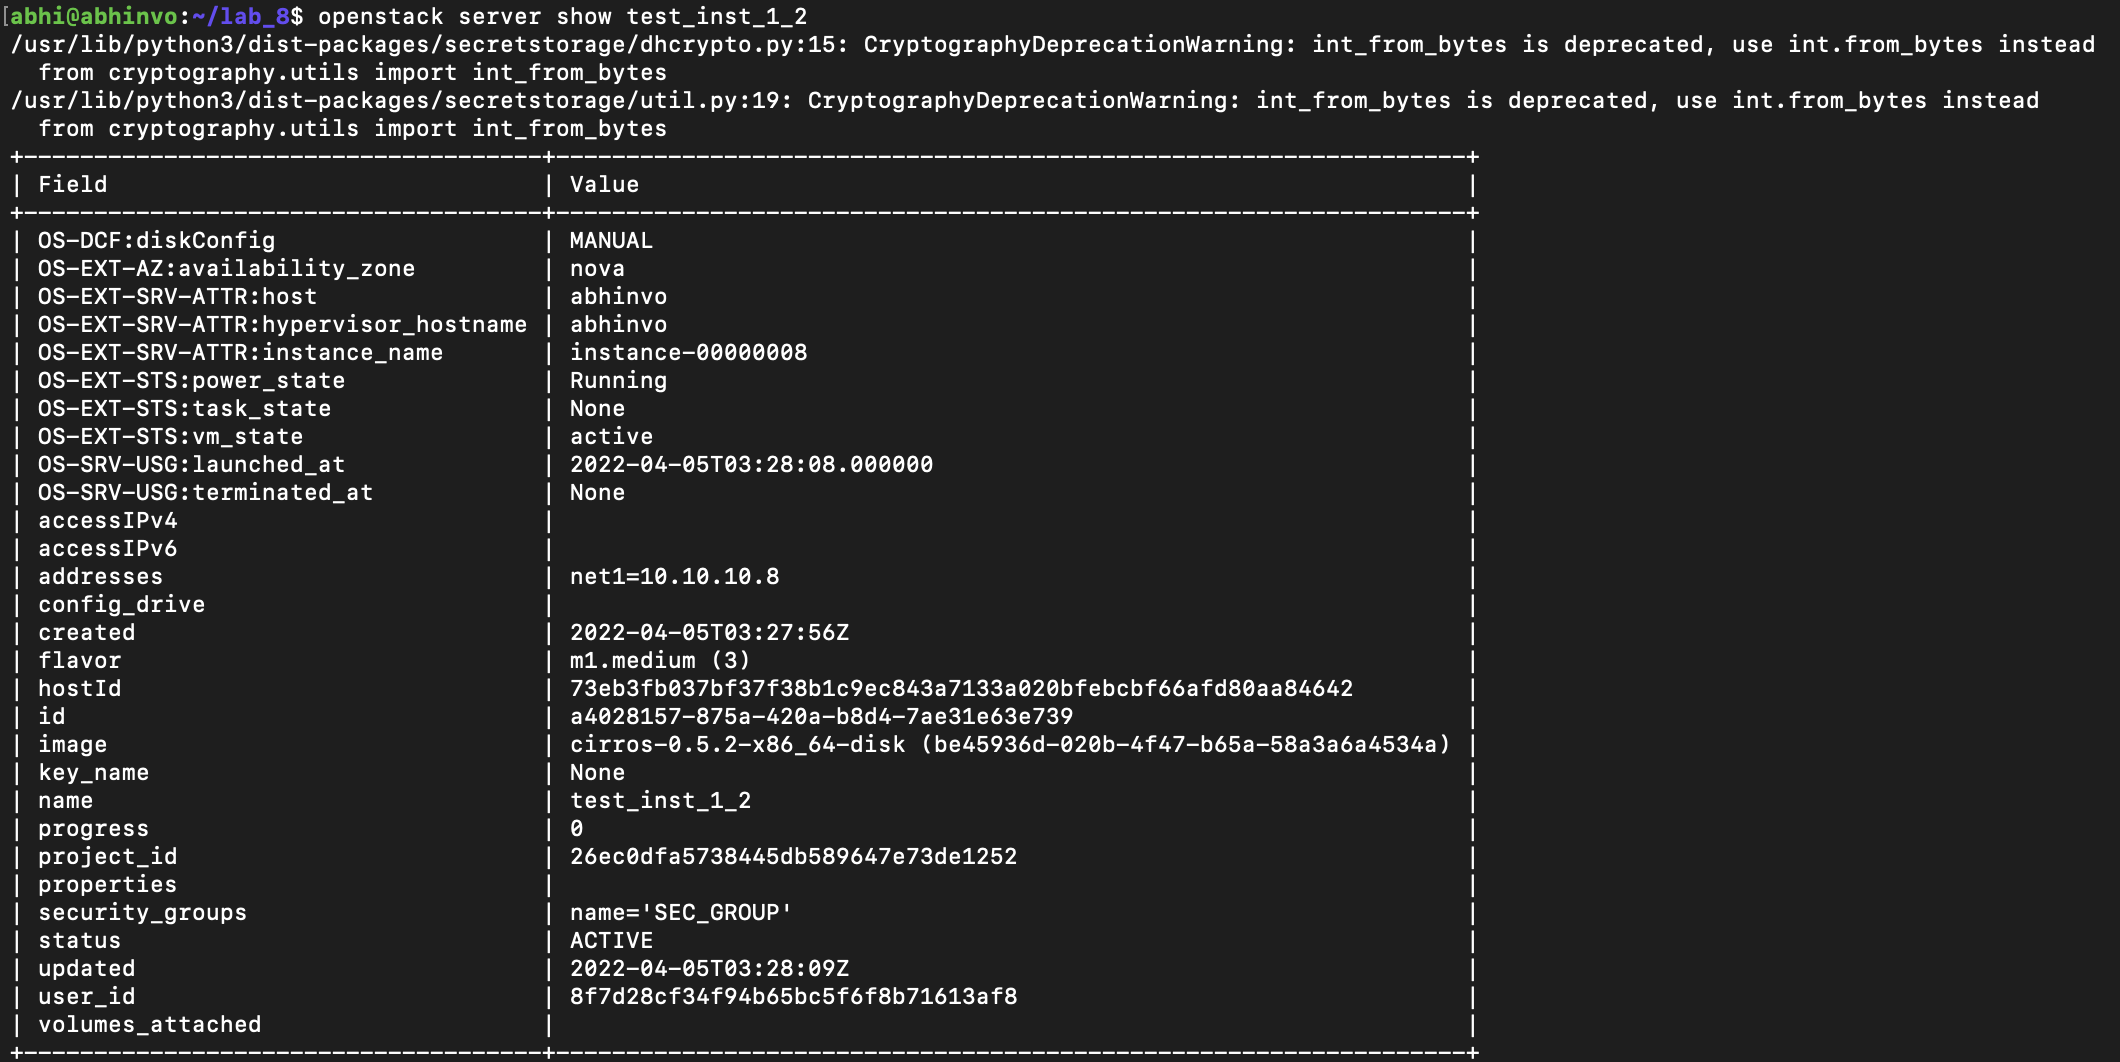 [abhi@abhinvo:~/lab_8$ openstack server show test_inst_1_2
/usr/lib/python3/dist-packages/secretstorage/dhcrypto.py:15: CryptographyDeprecationWarning: int_from_bytes is deprecated, use int.from_bytes instead
  from cryptography.utils import int_from_bytes
/usr/lib/python3/dist-packages/secretstorage/util.py:19: CryptographyDeprecationWarning: int_from_bytes is deprecated, use int.from_bytes instead
  from cryptography.utils import int_from_bytes
+-------------------------------------+-----------------------------------------------------------------+
| Field                               | Value                                                           |
+-------------------------------------+-----------------------------------------------------------------+
| OS-DCF:diskConfig                   | MANUAL                                                          |
| OS-EXT-AZ:availability_zone         | nova                                                            |
| OS-EXT-SRV-ATTR:host                | abhinvo                                                         |
| OS-EXT-SRV-ATTR:hypervisor_hostname | abhinvo                                                         |
| OS-EXT-SRV-ATTR:instance_name       | instance-00000008                                               |
| OS-EXT-STS:power_state              | Running                                                         |
| OS-EXT-STS:task_state               | None                                                            |
| OS-EXT-STS:vm_state                 | active                                                          |
| OS-SRV-USG:launched_at              | 2022-04-05T03:28:08.000000                                      |
| OS-SRV-USG:terminated_at            | None                                                            |
| accessIPv4                          |                                                                 |
| accessIPv6                          |                                                                 |
| addresses                           | net1=10.10.10.8                                                 |
| config_drive                        |                                                                 |
| created                             | 2022-04-05T03:27:56Z                                            |
| flavor                              | m1.medium (3)                                                   |
| hostId                              | 73eb3fb037bf37f38b1c9ec843a7133a020bfebcbf66afd80aa84642        |
| id                                  | a4028157-875a-420a-b8d4-7ae31e63e739                            |
| image                               | cirros-0.5.2-x86_64-disk (be45936d-020b-4f47-b65a-58a3a6a4534a) |
| key_name                            | None                                                            |
| name                                | test_inst_1_2                                                   |
| progress                            | 0                                                               |
| project_id                          | 26ec0dfa5738445db589647e73de1252                                |
| properties                          |                                                                 |
| security_groups                     | name='SEC_GROUP'                                                |
| status                              | ACTIVE                                                          |
| updated                             | 2022-04-05T03:28:09Z                                            |
| user_id                             | 8f7d28cf34f94b65bc5f6f8b71613af8                                |
| volumes_attached                    |                                                                 |
+-------------------------------------+-----------------------------------------------------------------+